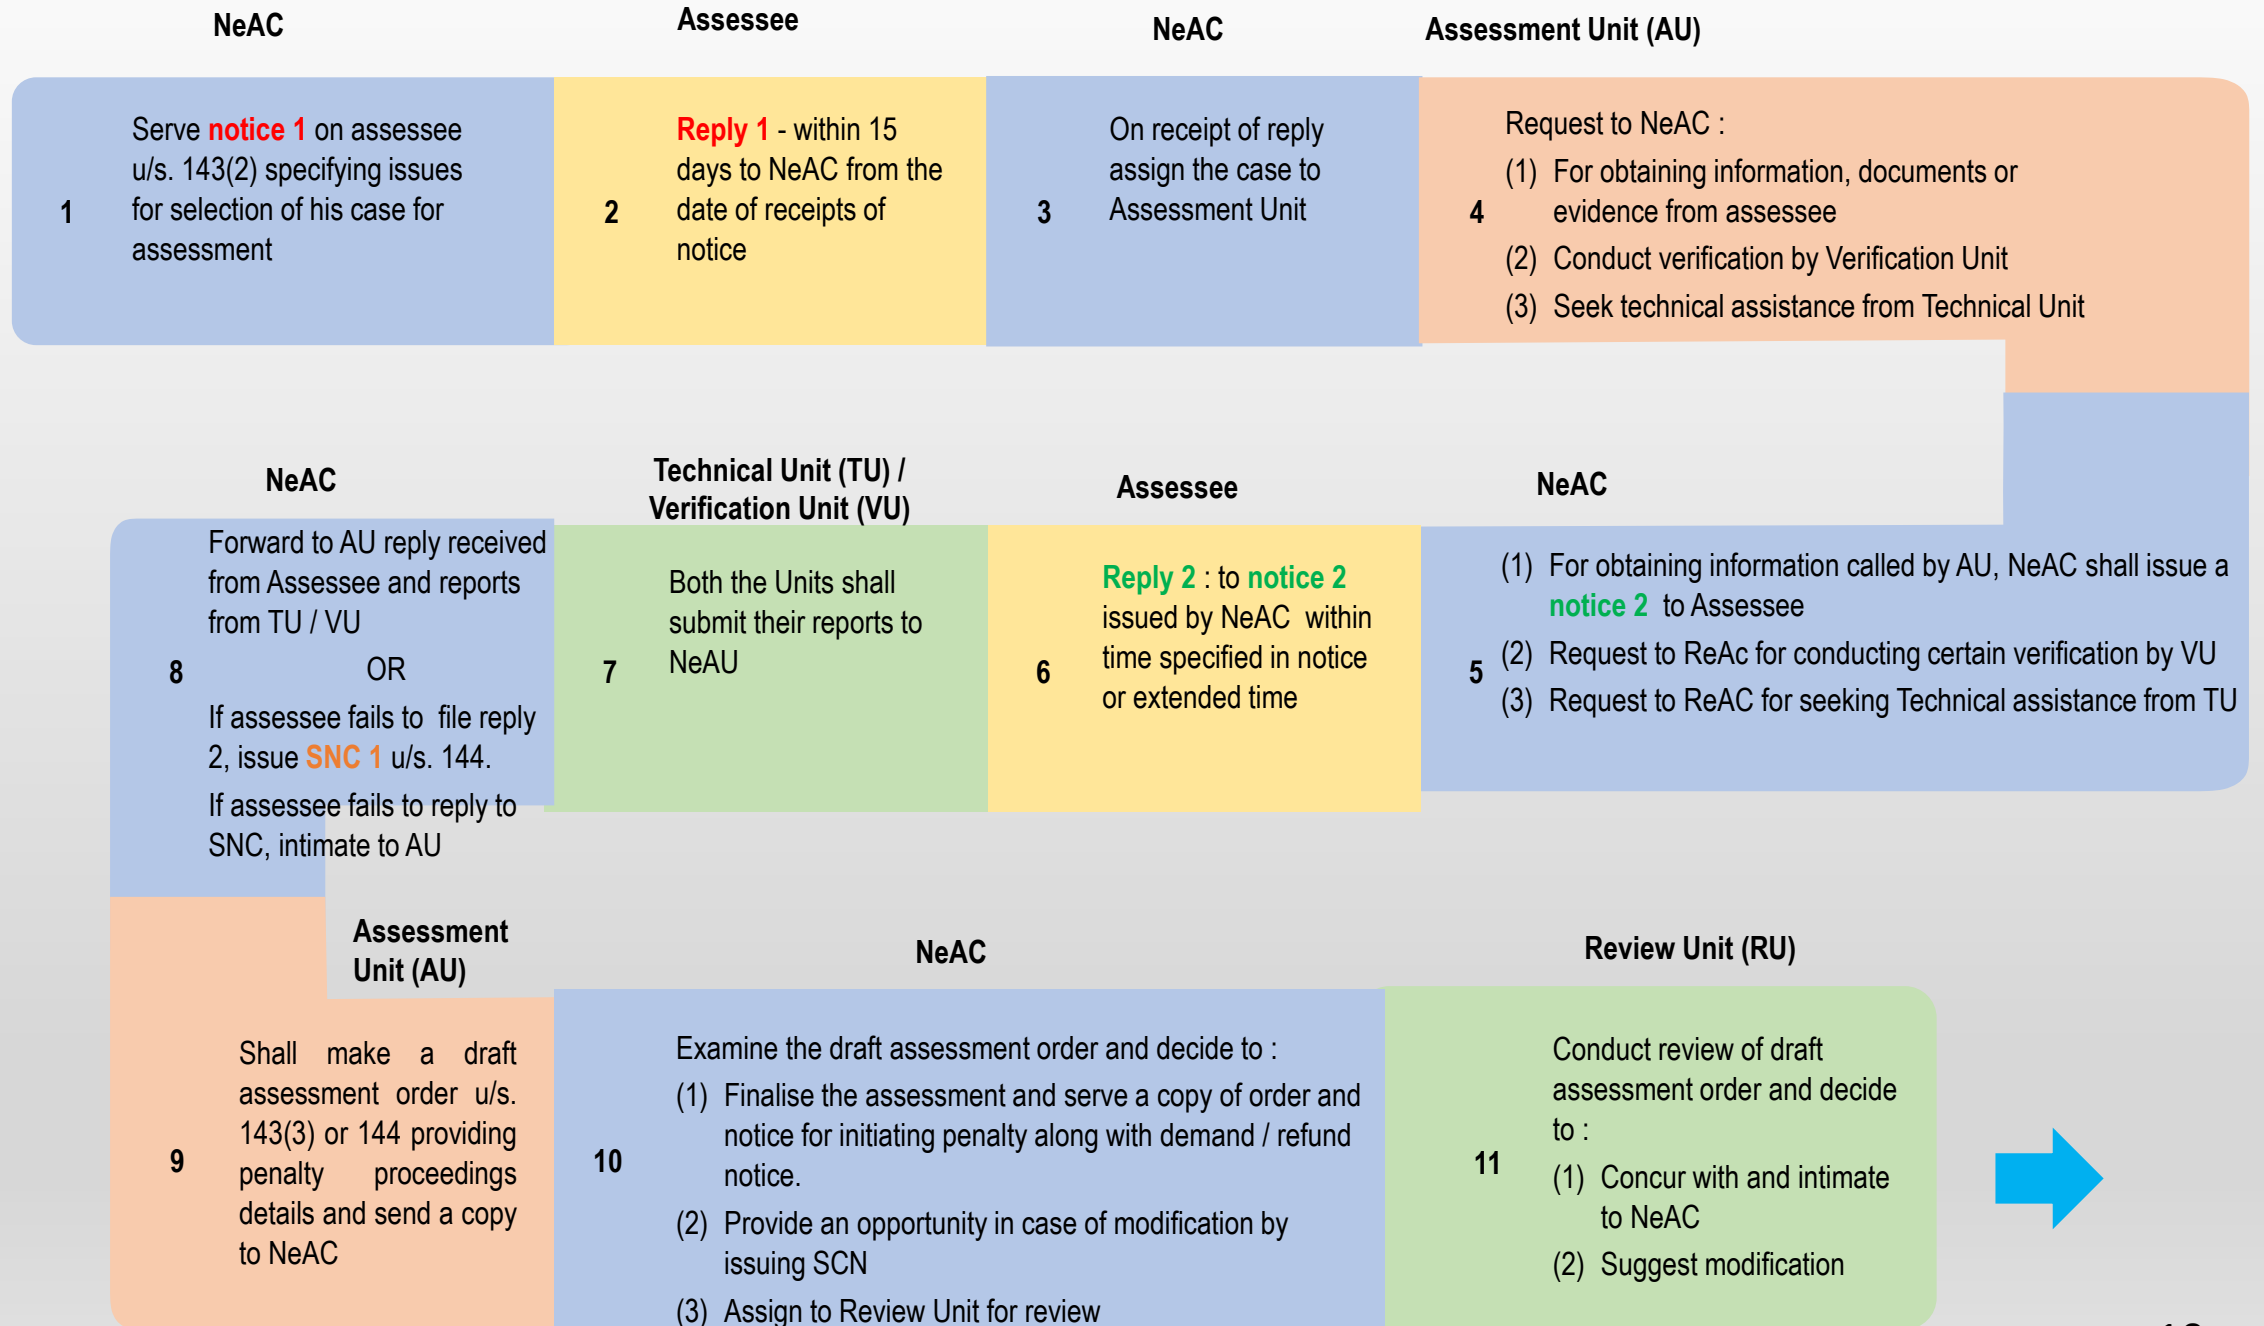 NeAC
Assessee
NeAC
Assessment Unit (AU)
1
Serve notice 1 on assessee
u/s. 143(2) specifying issues
for selection of his case for
assessment
2
Reply 1 - within 15
days to NeAC from the
date of receipts of
notice
3
On receipt of reply
assign the case to
Assessment Unit
4
Request to NeAC :
(1) For obtaining information, documents or
evidence from assessee
(2) Conduct verification by Verification Unit
(3) Seek technical assistance from Technical Unit
NeAC
Technical Unit (TU) /
Verification Unit (VU)
Assessee
NeAC
8
Forward to AU reply received
from Assessee and reports
from TU / VU
OR
If assessee fails to file reply
2, issue SNC 1 u/s. 144.
If assessee fails to reply to
SNC, intimate to AU
7
Both the Units shall
submit their reports to
NeAU
6
Reply 2 : to notice 2
issued by NeAC within
time specified in notice
or extended time
5
(1) For obtaining information called by AU, NeAC shall issue a
notice 2 to Assessee
(2) Request to ReAc for conducting certain verification by VU
(3) Request to ReAC for seeking Technical assistance from TU
Assessment
Unit (AU)
NeAC
Review Unit (RU)
9
Shall make a draft
assessment order u/s.
143(3) or 144 providing
penalty proceedings
details and send a copy
to NeAC
10
Examine the draft assessment order and decide to :
(1) Finalise the assessment and serve a copy of order and
notice for initiating penalty along with demand / refund
notice.
(2) Provide an opportunity in case of modification by
issuing SCN
(3) Assign to Review Unit for review
11
Conduct review of draft
assessment order and decide
to :
(1) Concur with and intimate
to NeAC
(2) Suggest modification